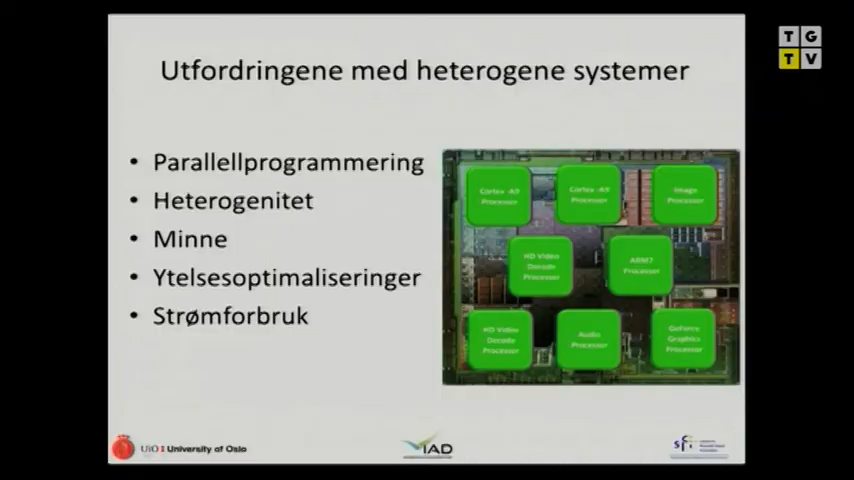 TG
TV
Utfordringene med heterogene systemer
• Parallellprogrammering
• Heterogenitet
• Minne
• Ytelsesoptimaliseringer
• Strømforbruk
Cortex -A9
Processor
Cortex -A9
Processor
Image
Processor
HD Video
Decode
Processor
ARM7
Processor
HD Video
Decode
Processor
Audio
Processor
GeForce
Graphics
Processor
UiO University of Oslo
IAD
sfi